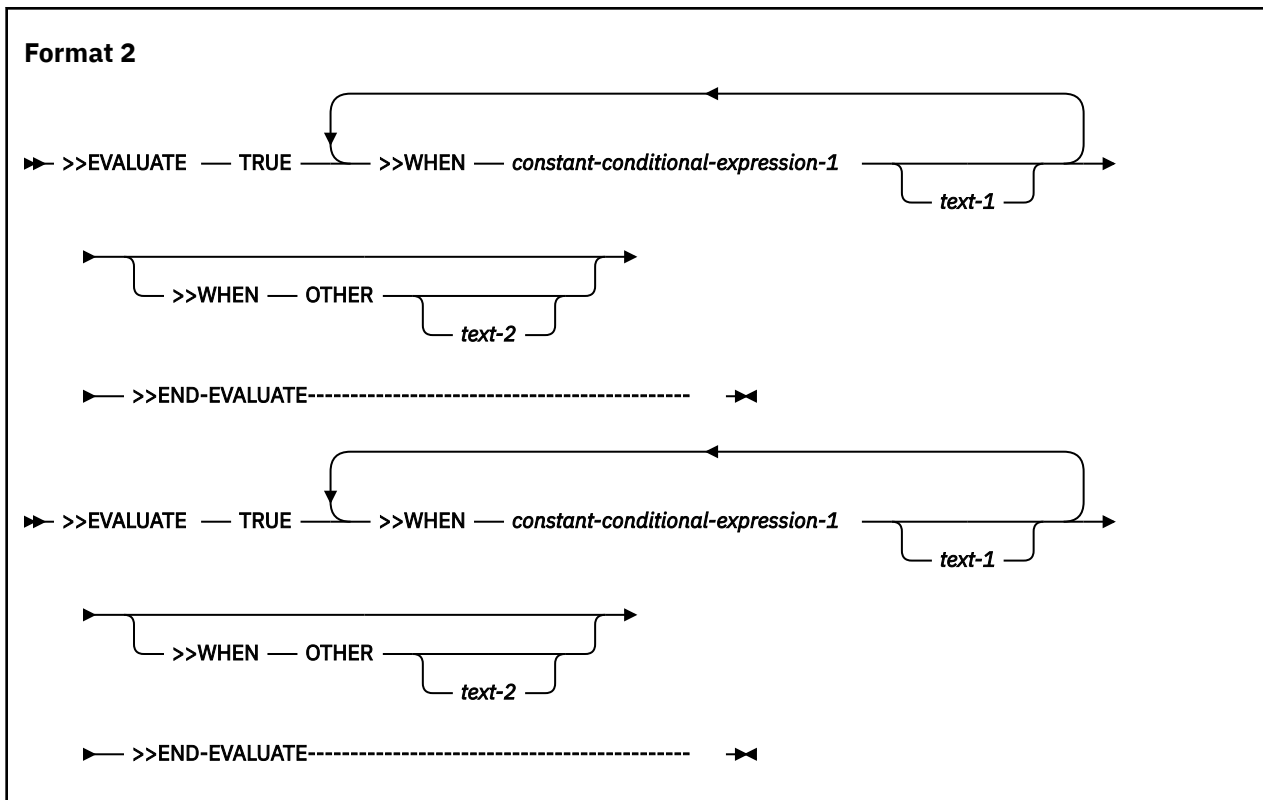 Format 2
>>EVALUATE TRUE >>WHEN constant-conditional-expression-1
text-1
>>WHEN OTHER
text-2
>>END-EVALUATE---------------------------------------------
>>EVALUATE TRUE >>WHEN constant-conditional-expression-1
text-1
>>WHEN OTHER
text-2
>>END-EVALUATE---------------------------------------------